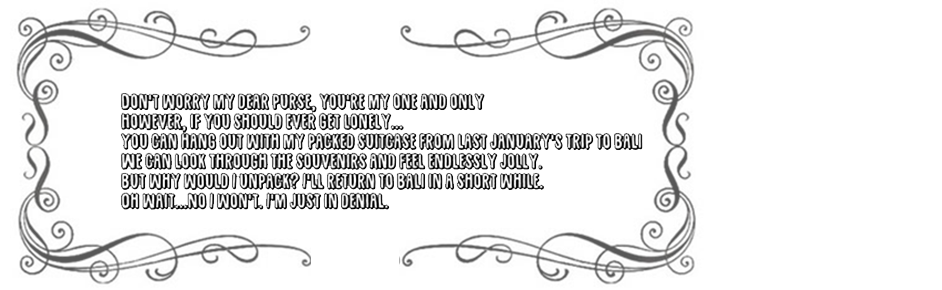 DON'T WORRY MY DEAR PURSE, YOU'RE MY ONE AND ONLY
HOWEVER, IF YOU SHOULD EVER GET LONELY...
YOU CAN HANG OUT WITH MY PACKED SUITCASE FROM LAST JANUARY'S TRIP TO BALI
WE CAN LOOK THROUGH THE SOUVENIRS AND FEEL ENDLESSLY JOLLY.
BUT WHY WOULD I UNPACK? I'LL RETURN TO BALI IN A SHORT WHILE.
OH WAIT...NO I WON'T. I'M JUST IN DENIAL.